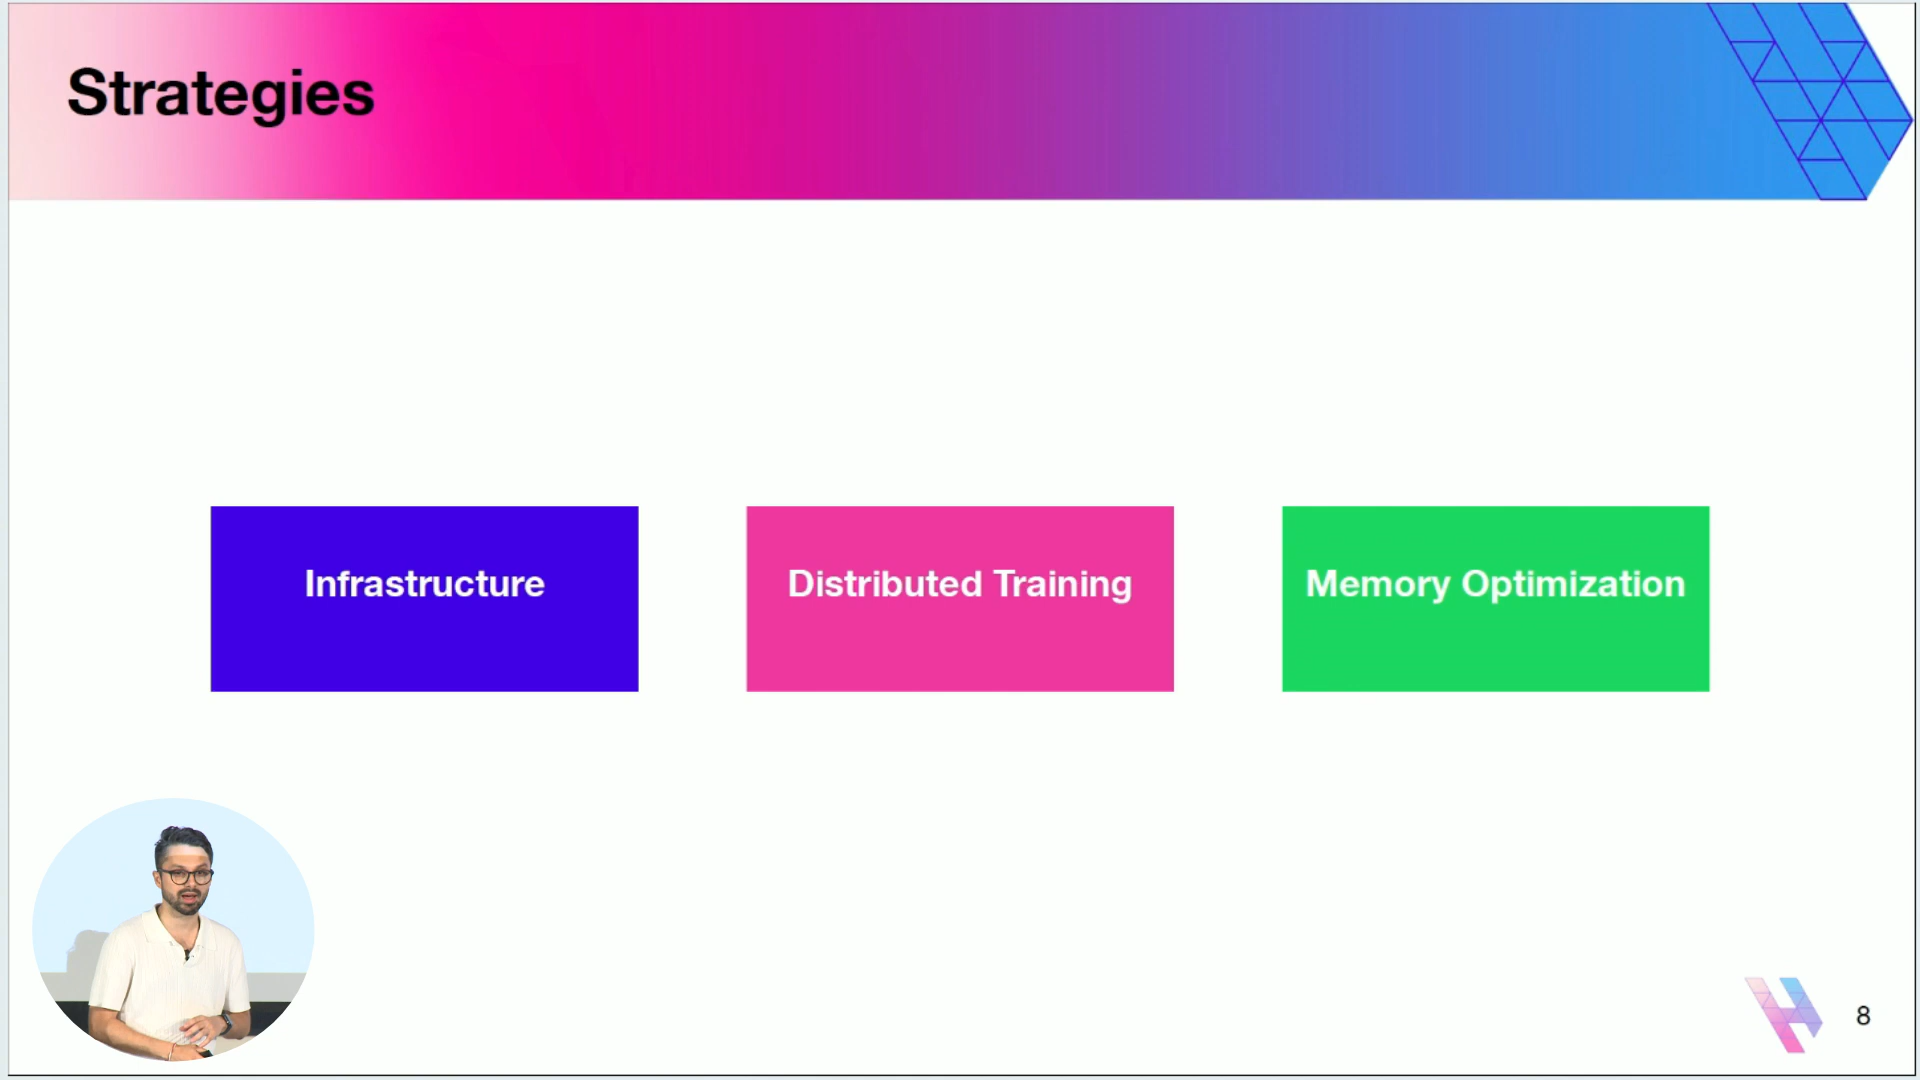 Strategies
Infrastructure
Distributed Training
Memory Optimization
8